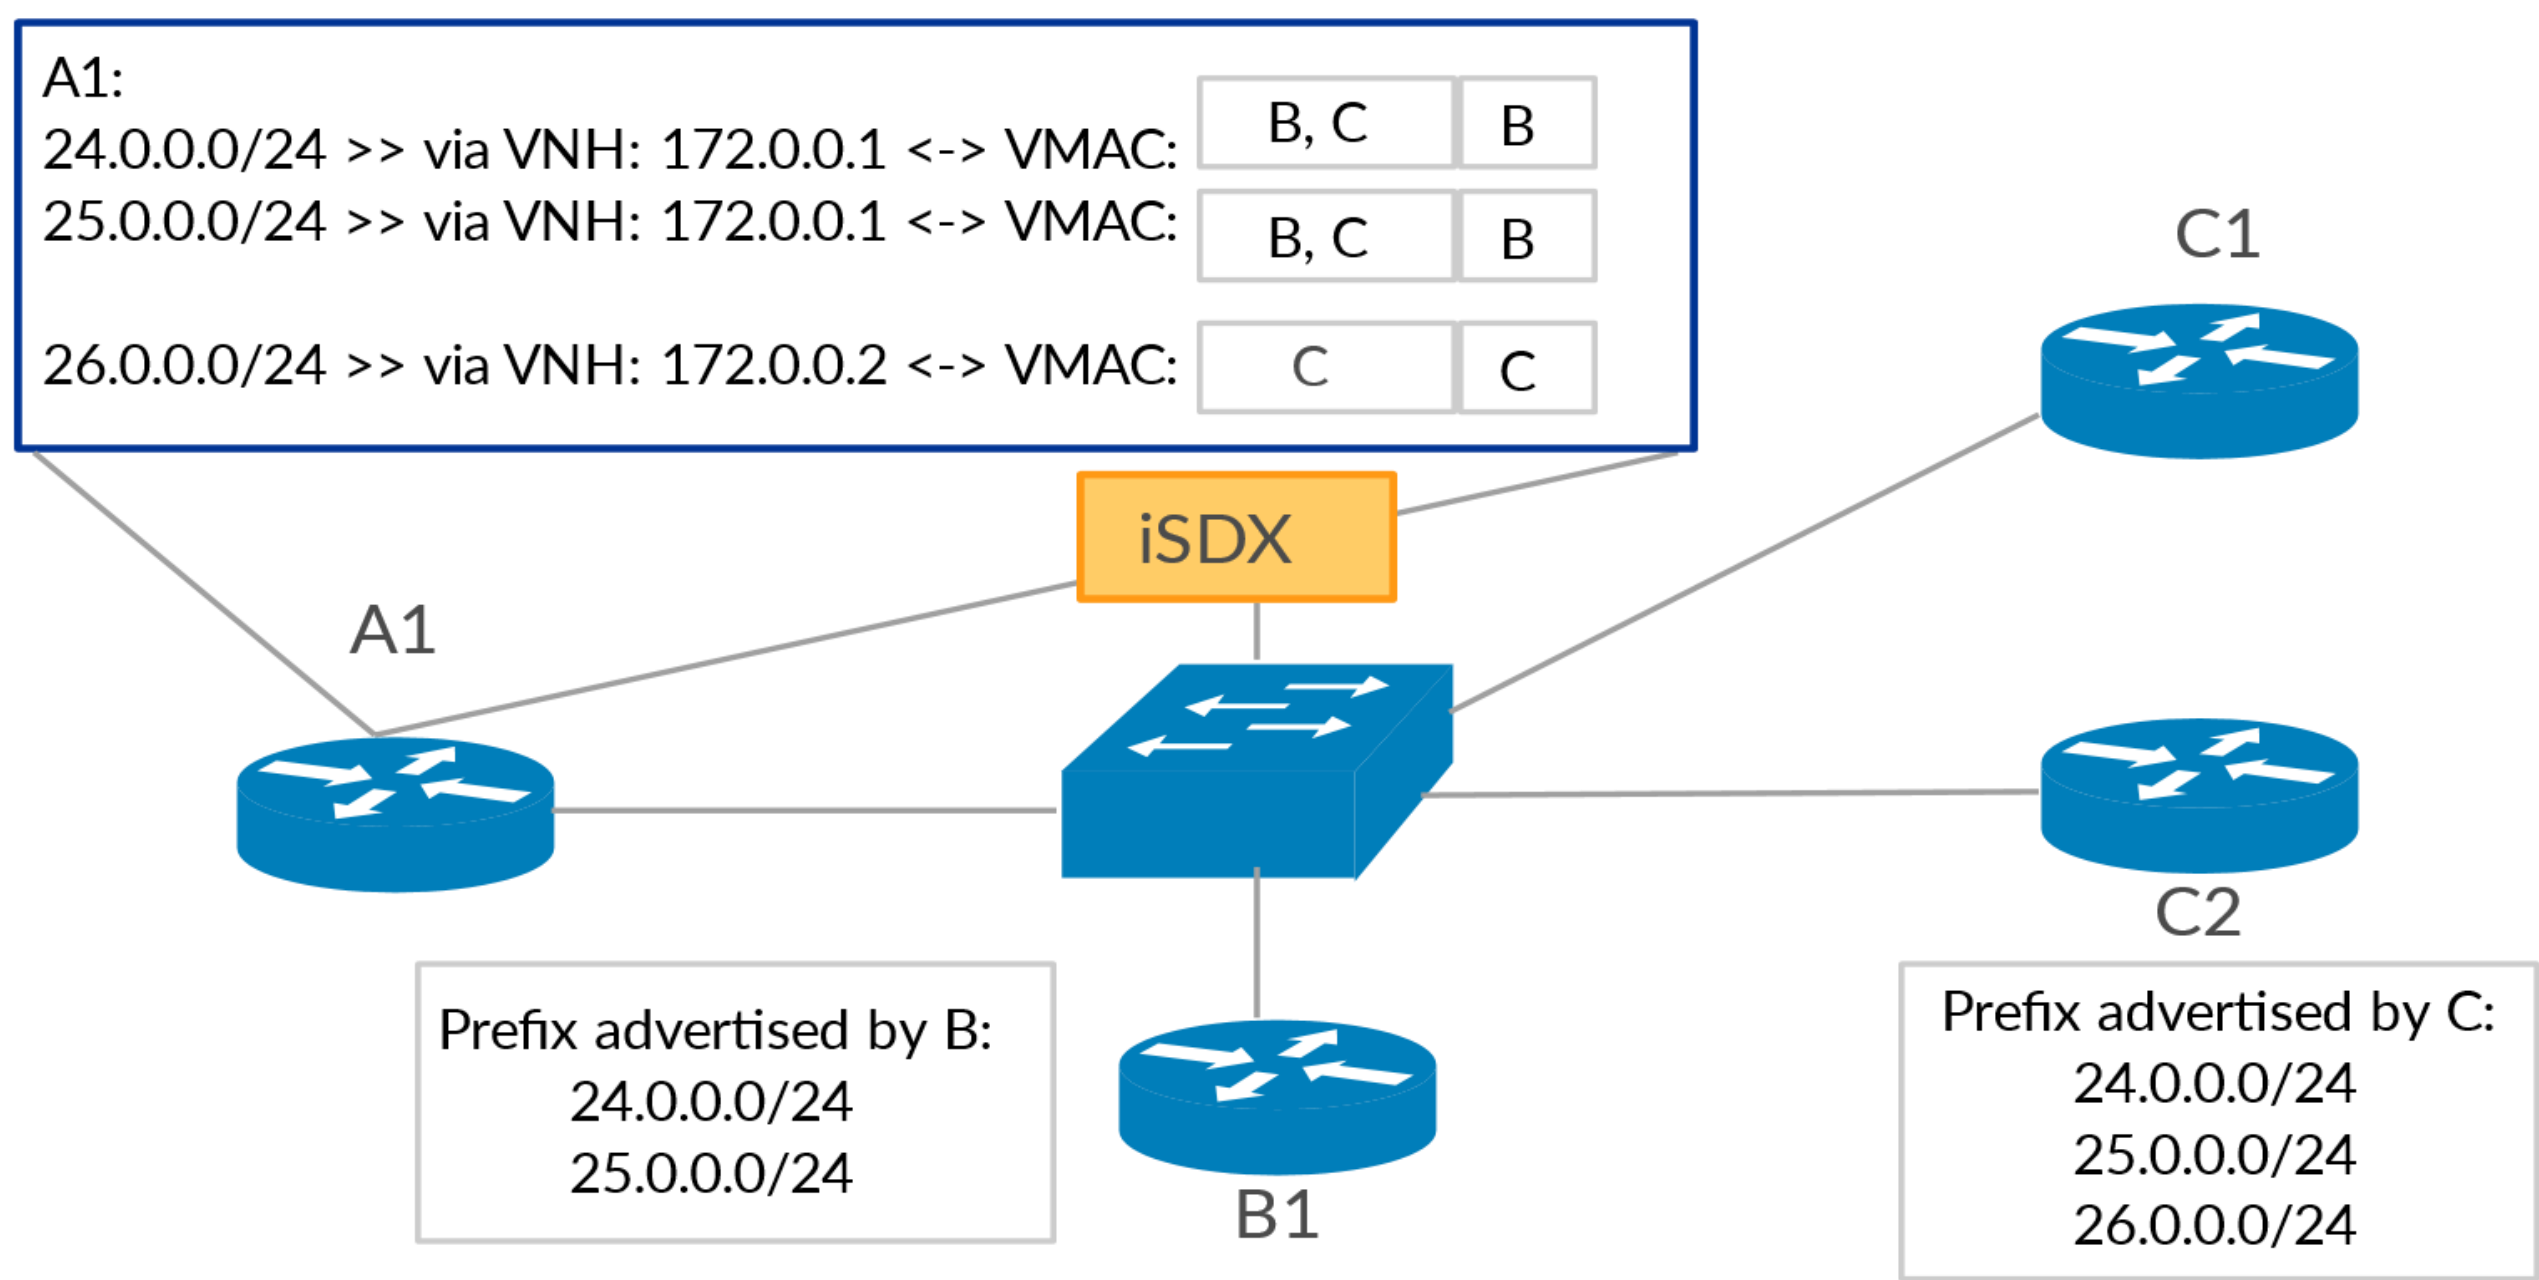 A1:
24.0.0.0/24 >> via VNH: 172.0.0.1 <-> VMAC: B, C B
25.0.0.0/24 >> via VNH: 172.0.0.1 <-> VMAC: B, C B
26.0.0.0/24 >> via VNH: 172.0.0.2 <-> VMAC: C C
C1
iSDX
A1
C2
Prefix advertised by B:
24.0.0.0/24
25.0.0.0/24
B1
Prefix advertised by C:
24.0.0.0/24
25.0.0.0/24
26.0.0.0/24